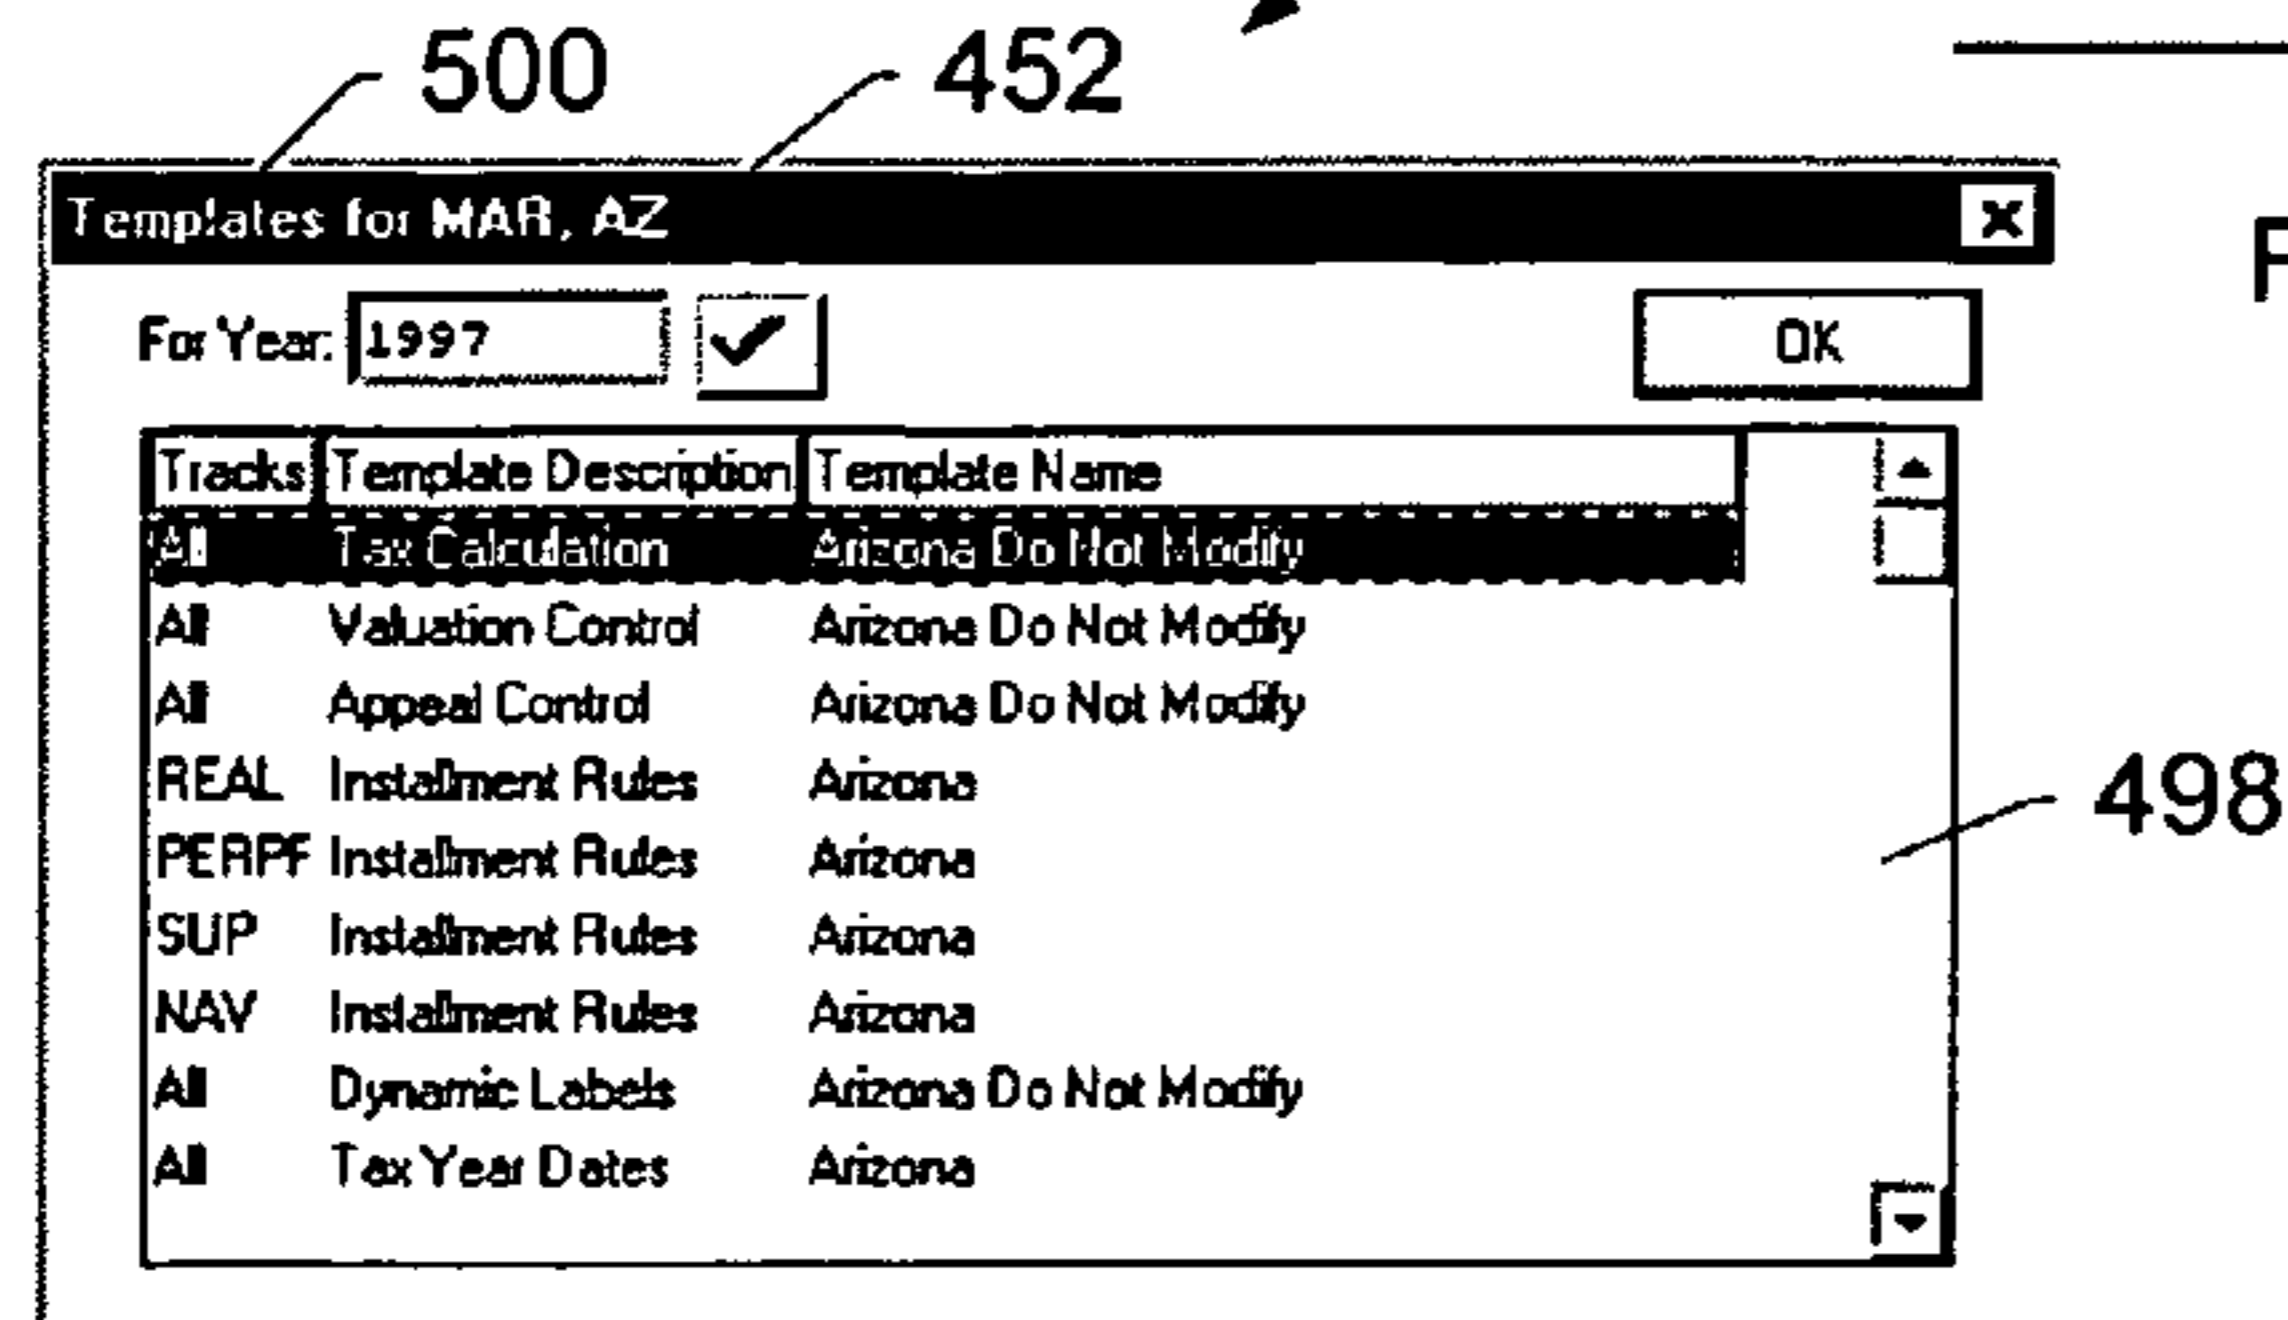 500 452
Templates for MAR, AZ
For Year: 1997 OK
Tracks Template Description Template Name
All Tax Calculation Arizona Do Not Modify
All Valuation Control Arizona Do Not Modify
All Appeal Control Arizona Do Not Modify
REAL Installment Rules Arizona
PERPF Installment Rules Arizona
498
SUP Installment Rules Arizona
NAV Installment Rules Arizona
All Dynamic Labels Arizona Do Not Modify
All Tax Year Dates Arizona